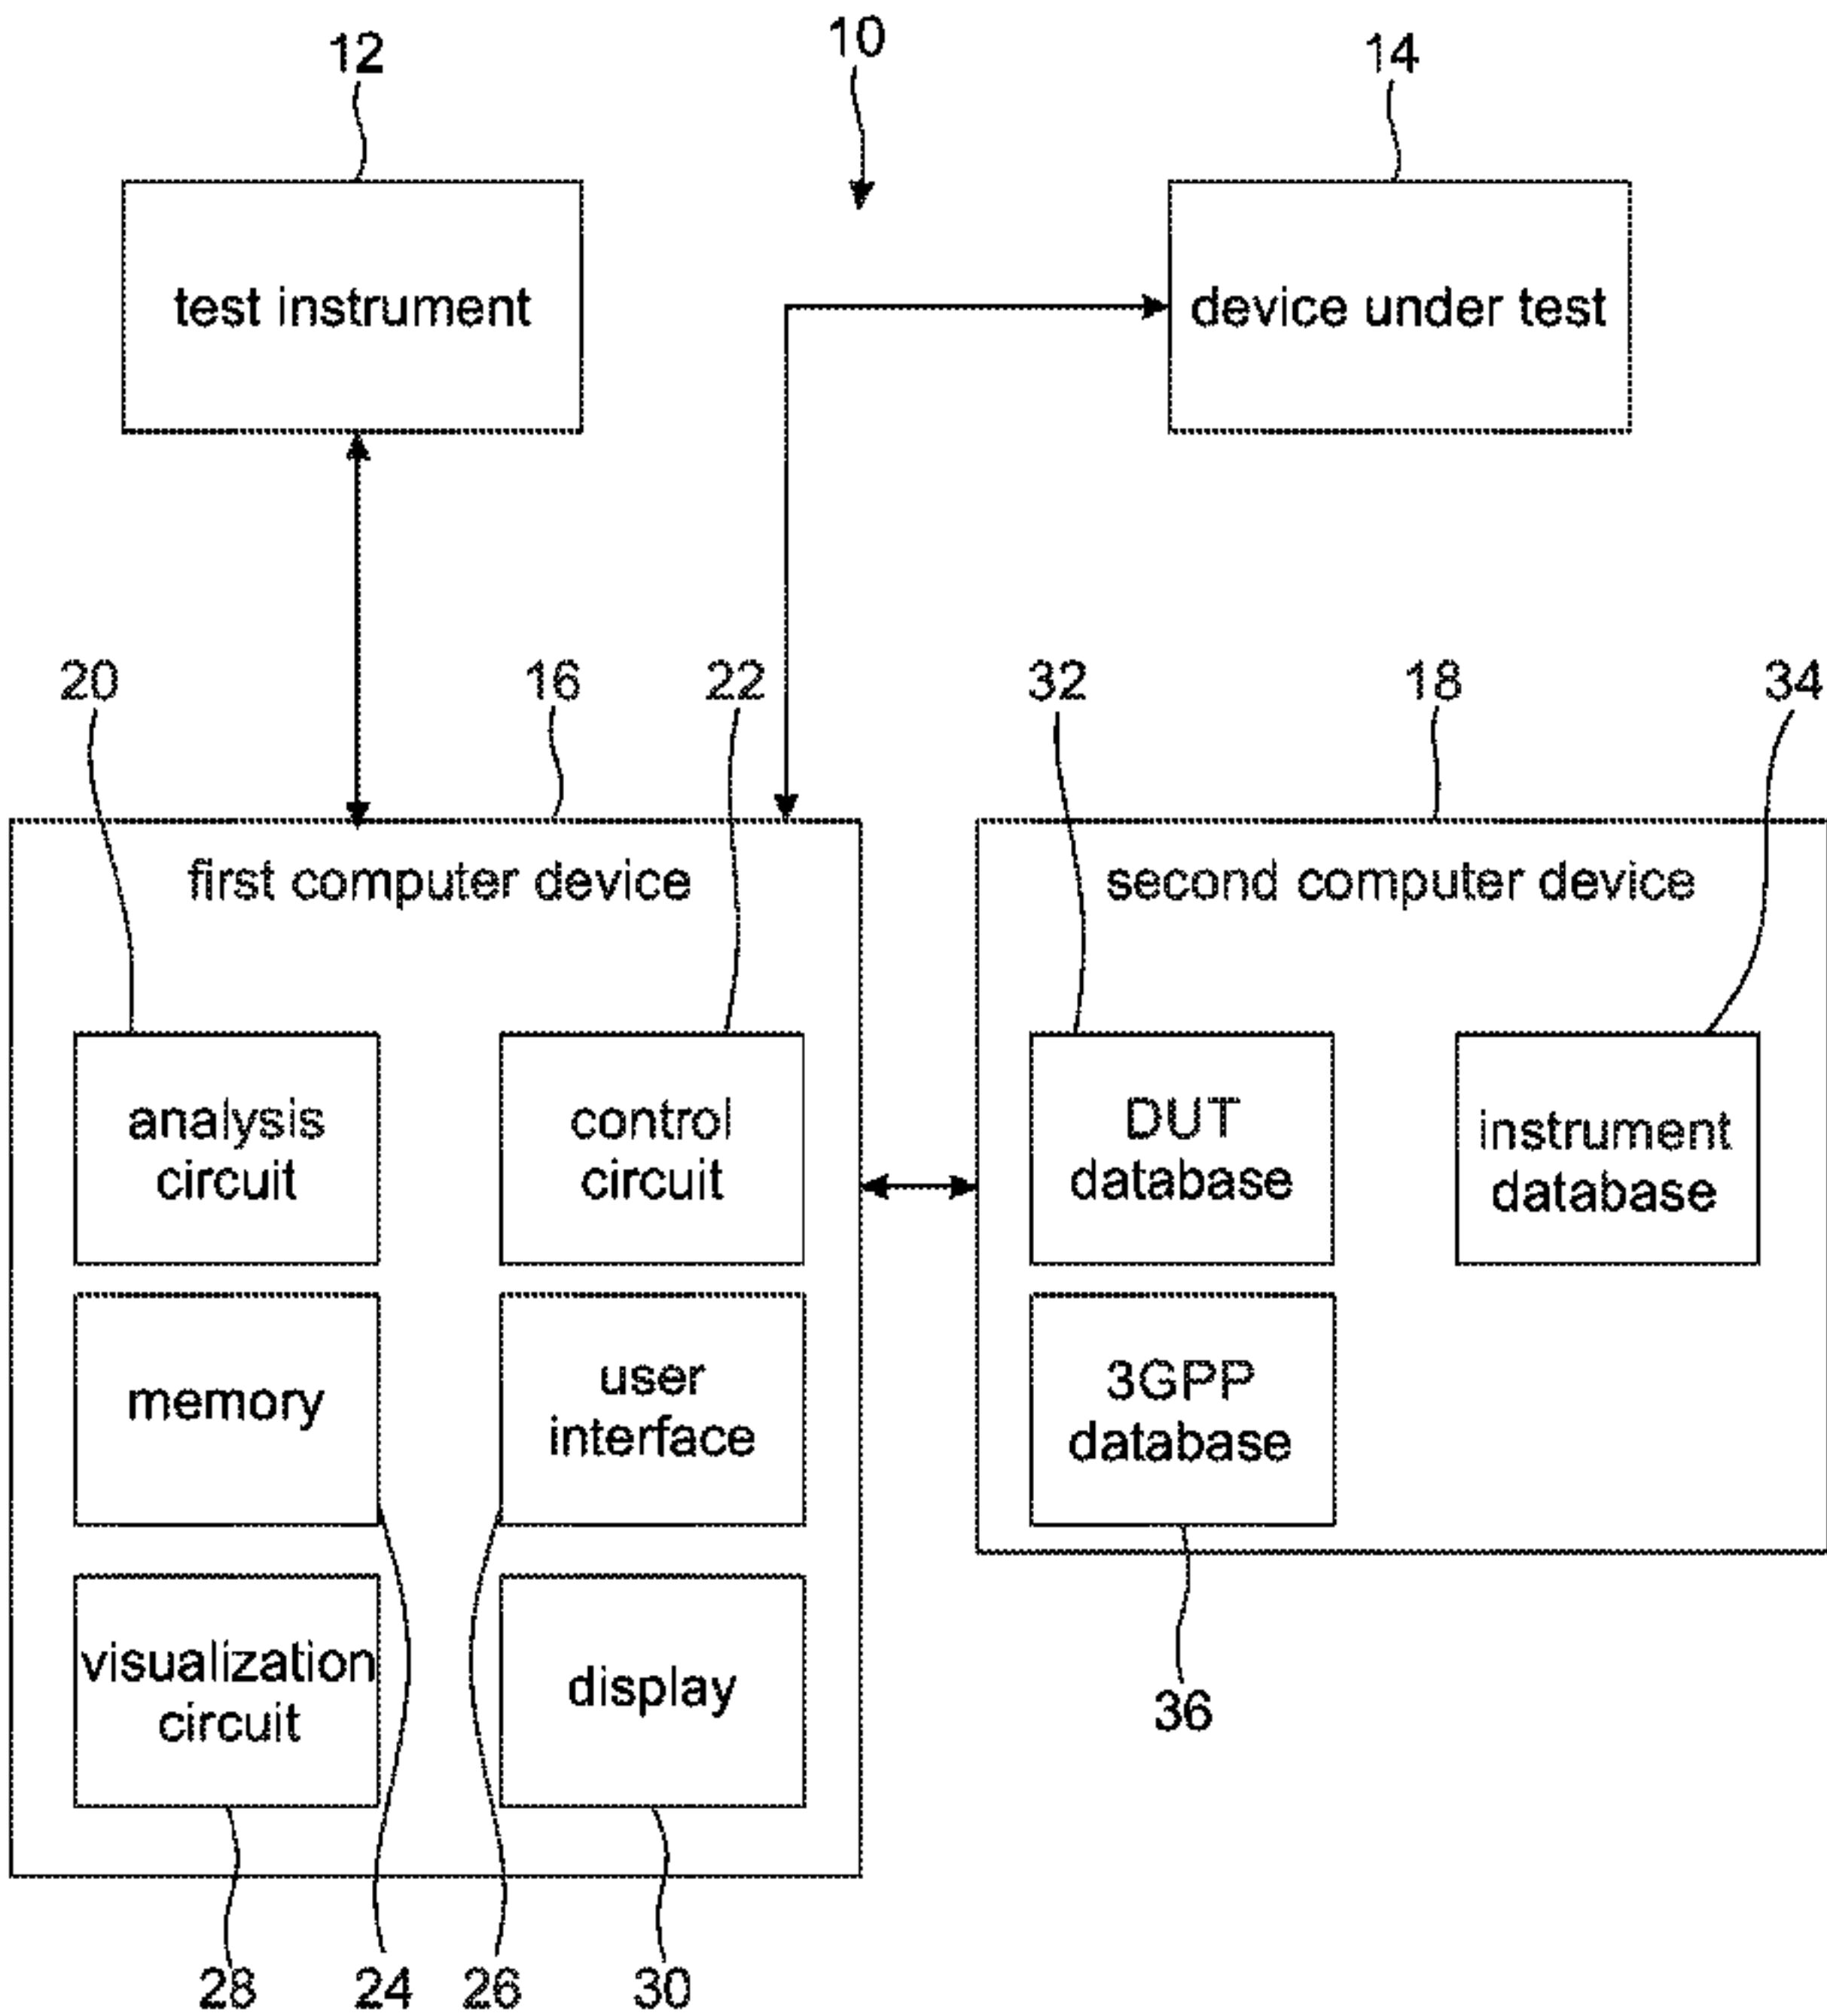 10
12
14
test instrument
device under test
20
16
22
32
18
34
first computer device
second computer device
analysis
circuit
control
circuit
DUT
database
instrument
database
memory
user
interface
3GPP
database
visualization
circuit
display
36
28
24
26
30